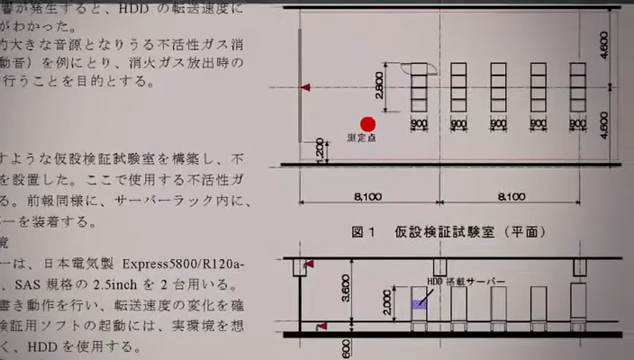 響が発生すると、HDD の転送速度に
がわかった。
的大きな音源となりうる不活性ガス消
動音）を例にとり、消火ガス放出時の
行うことを目的とする。
すような仮設検証試験室を構築し、不
を設置した。ここで使用する不活性ガ
る。前報同様に、サーバーラック内に、
バーを装着する。
境
ーは、日本電気製 Express5800/R120a-
、SAS 規格の 2.5inch を 2 台用いる。
書き動作を行い、転送速度の変化を確
検証用ソフトの起動には、実環境を想
く、HDD を使用する。
4,600
2,800
900 900 900 900 900
測定点
1,200
4,600
8,100 8,100
図1 仮設検証試験室（平面）
HDD 搭載サーバー
3,600
2,000
600